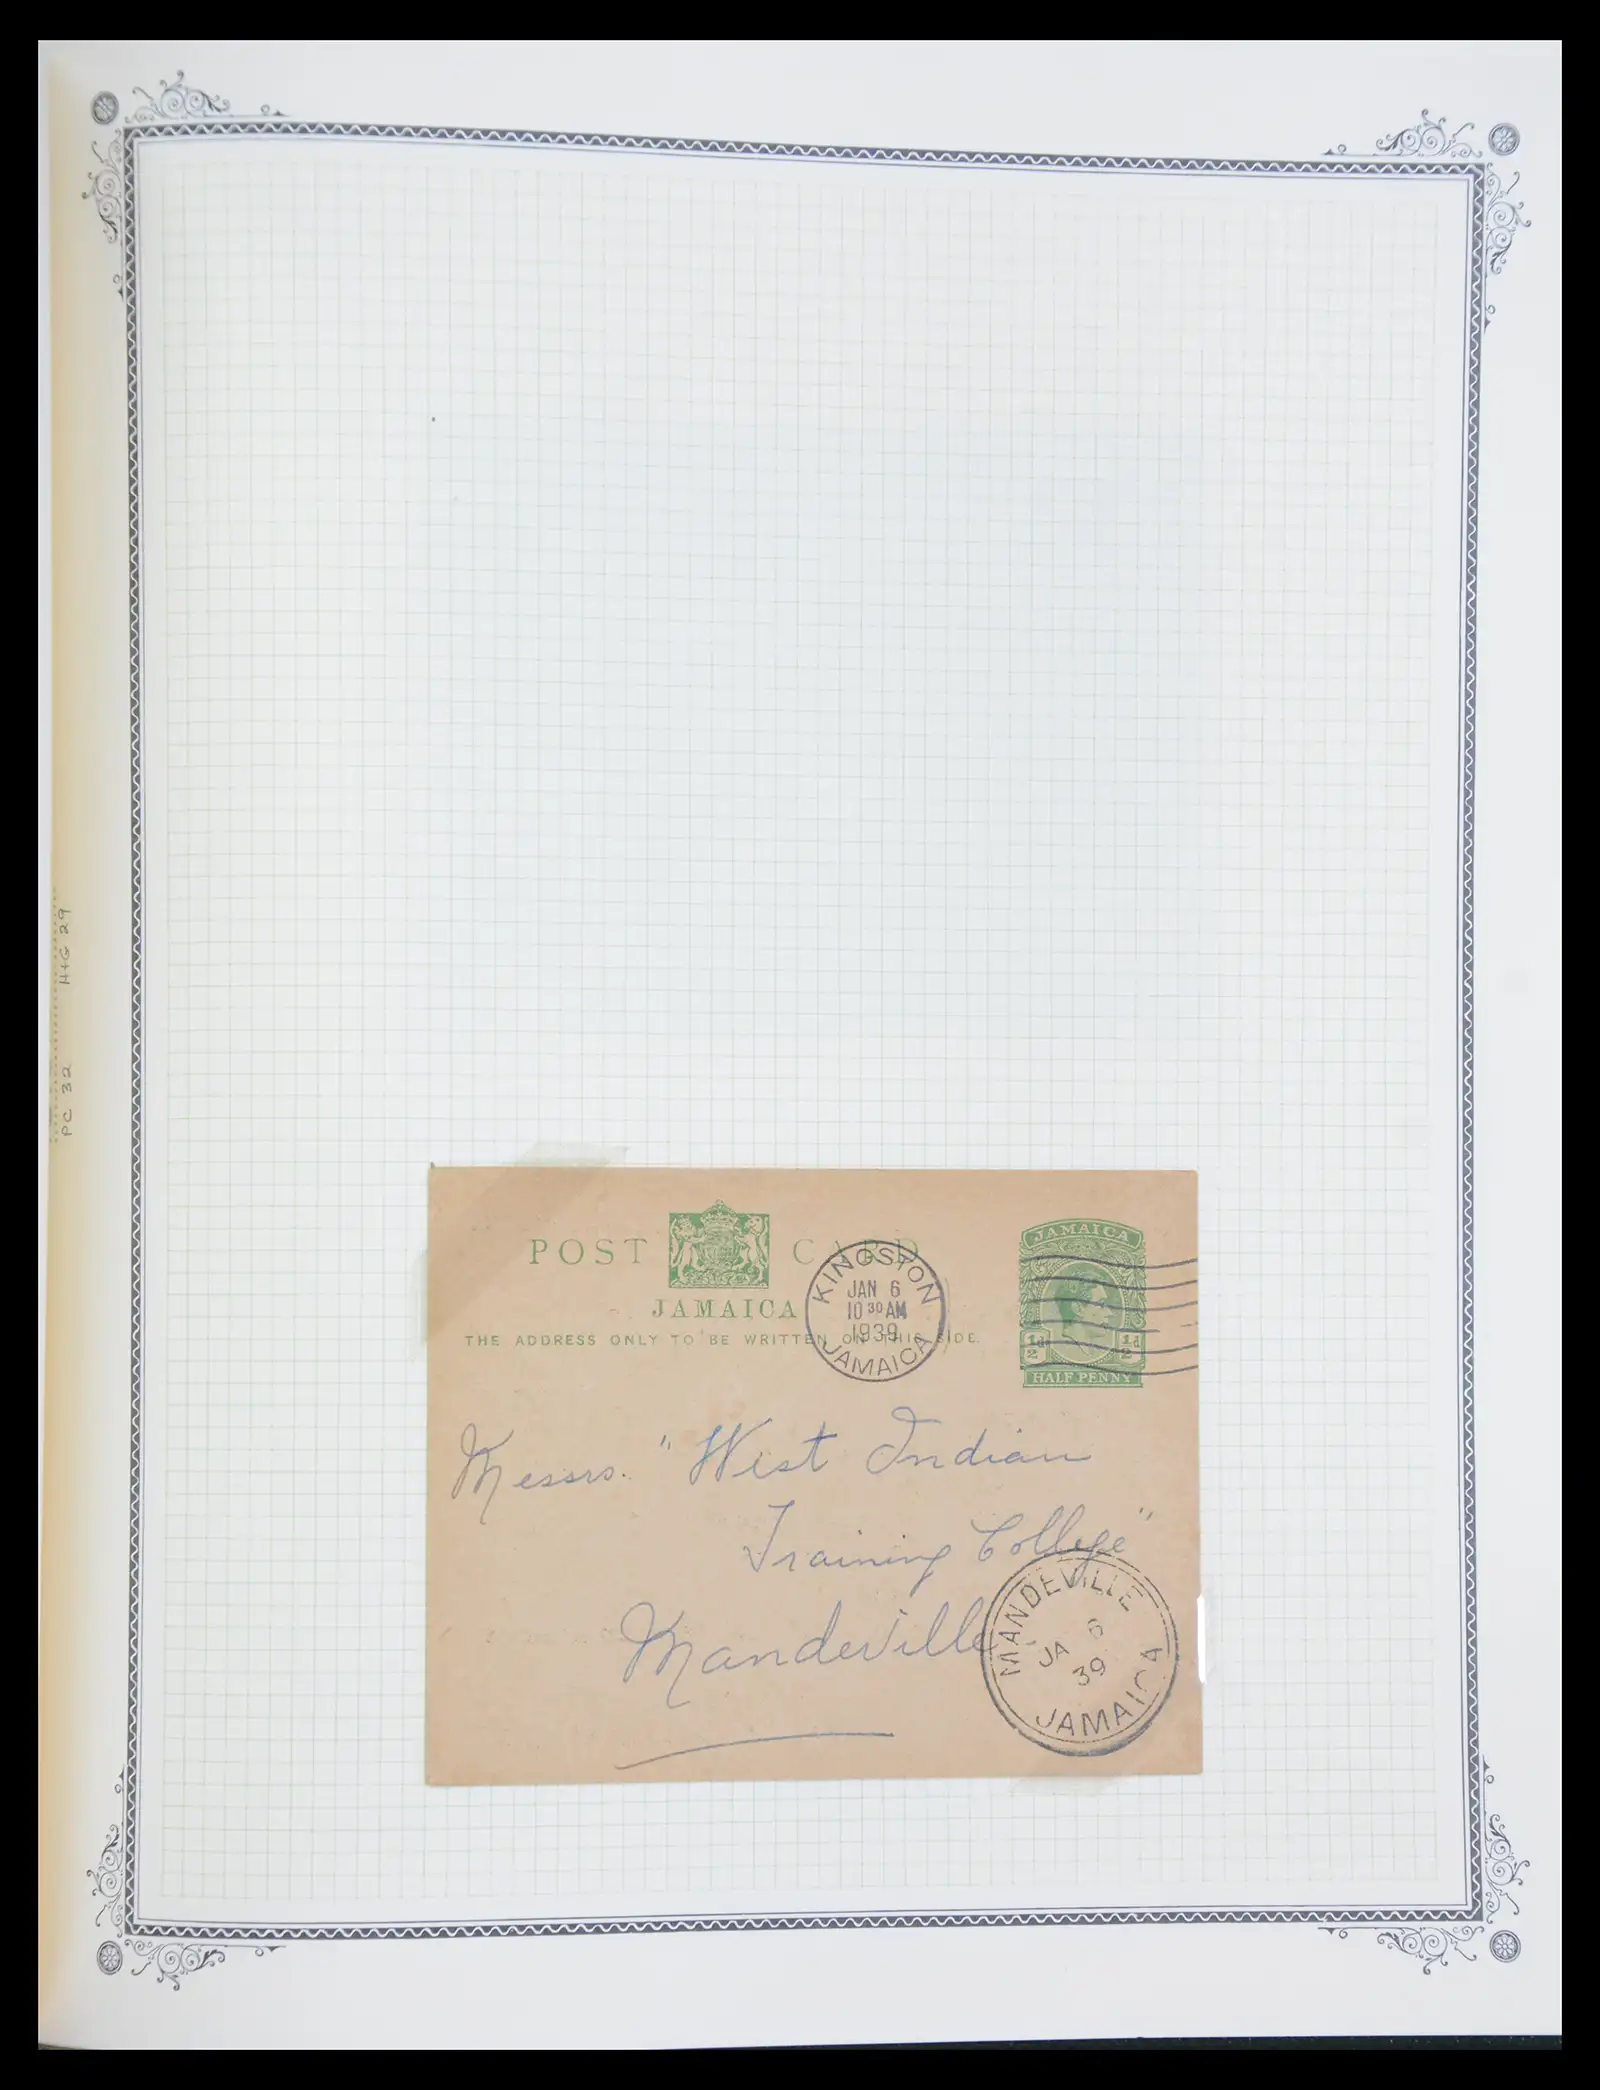 PC 32 H+G 29
POST CARD
JAMAICA
THE ADDRESS ONLY TO BE WRITTEN ON THIS SIDE.
KINGSTON
JAN 6
10 30 AM
1939
JAMAICA
JAMAICA
½d ½d
HALF PENNY
Messrs. "West Indian
Training College"
Mandeville
MANDEVILLE
JA 6
39
JAMAICA